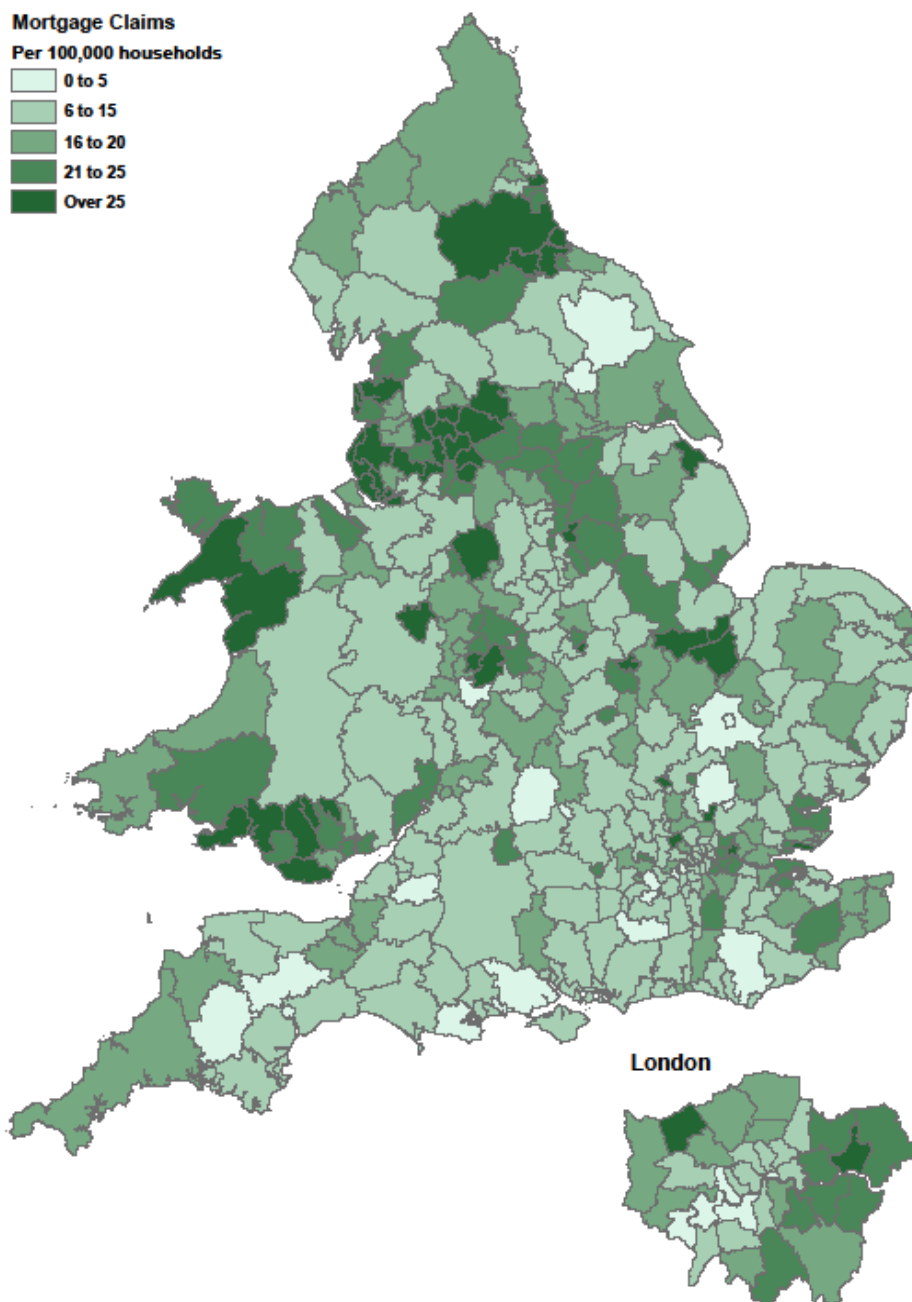 Mortgage Claims
Per 100,000 households
0 to 5
6 to 15
16 to 20
21 to 25
Over 25
London